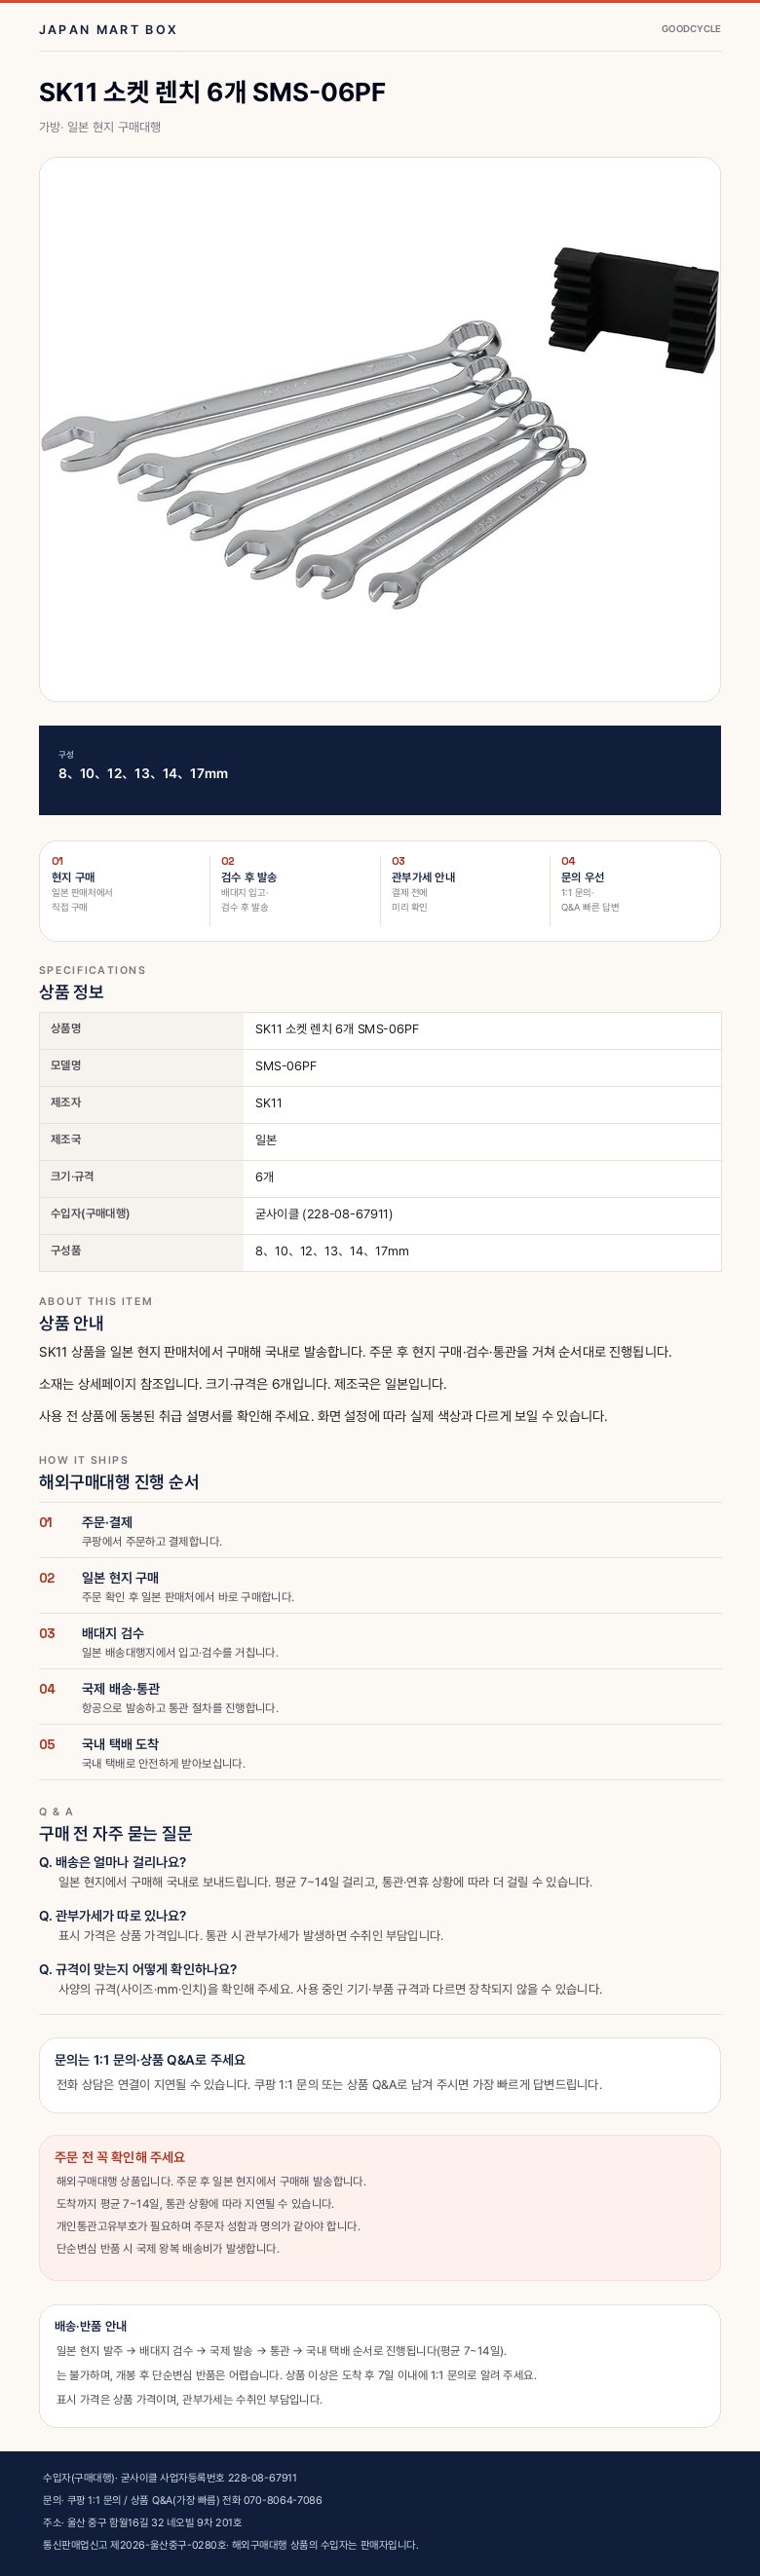 JAPAN MART BOX
GOODCYCLE
SK11 소켓 렌치 6개 SMS-06PF
가방· 일본 현지 구매대행
구성
8、10、12、13、14、17mm
01
현지 구매
일본 판매처에서
직접 구매
02
검수 후 발송
배대지 입고·
검수 후 발송
03
관부가세 안내
결제 전에
미리 확인
04
문의 우선
1:1 문의·
Q&A 빠른 답변
SPECIFICATIONS
상품 정보
상품명 SK11 소켓 렌치 6개 SMS-06PF
모델명 SMS-06PF
제조자 SK11
제조국 일본
크기·규격 6개
수입자(구매대행) 굳사이클 (228-08-67911)
구성품 8、10、12、13、14、17mm
ABOUT THIS ITEM
상품 안내
SK11 상품을 일본 현지 판매처에서 구매해 국내로 발송합니다. 주문 후 현지 구매·검수·통관을 거쳐 순서대로 진행됩니다.
소재는 상세페이지 참조입니다. 크기·규격은 6개입니다. 제조국은 일본입니다.
사용 전 상품에 동봉된 취급 설명서를 확인해 주세요. 화면 설정에 따라 실제 색상과 다르게 보일 수 있습니다.
HOW IT SHIPS
해외구매대행 진행 순서
01 주문·결제
쿠팡에서 주문하고 결제합니다.
02 일본 현지 구매
주문 확인 후 일본 판매처에서 바로 구매합니다.
03 배대지 검수
일본 배송대행지에서 입고·검수를 거칩니다.
04 국제 배송·통관
항공으로 발송하고 통관 절차를 진행합니다.
05 국내 택배 도착
국내 택배로 안전하게 받아보십니다.
Q & A
구매 전 자주 묻는 질문
Q. 배송은 얼마나 걸리나요?
일본 현지에서 구매해 국내로 보내드립니다. 평균 7~14일 걸리고, 통관·연휴 상황에 따라 더 걸릴 수 있습니다.
Q. 관부가세가 따로 있나요?
표시 가격은 상품 가격입니다. 통관 시 관부가세가 발생하면 수취인 부담입니다.
Q. 규격이 맞는지 어떻게 확인하나요?
사양의 규격(사이즈·mm·인치)을 확인해 주세요. 사용 중인 기기·부품 규격과 다르면 장착되지 않을 수 있습니다.
문의는 1:1 문의·상품 Q&A로 주세요
전화 상담은 연결이 지연될 수 있습니다. 쿠팡 1:1 문의 또는 상품 Q&A로 남겨 주시면 가장 빠르게 답변드립니다.
주문 전 꼭 확인해 주세요
해외구매대행 상품입니다. 주문 후 일본 현지에서 구매해 발송합니다.
도착까지 평균 7~14일, 통관 상황에 따라 지연될 수 있습니다.
개인통관고유부호가 필요하며 주문자 성함과 명의가 같아야 합니다.
단순변심 반품 시 국제 왕복 배송비가 발생합니다.
배송·반품 안내
일본 현지 발주 → 배대지 검수 → 국제 발송 → 통관 → 국내 택배 순서로 진행됩니다(평균 7~14일).
는 불가하며, 개봉 후 단순변심 반품은 어렵습니다. 상품 이상은 도착 후 7일 이내에 1:1 문의로 알려 주세요.
표시 가격은 상품 가격이며, 관부가세는 수취인 부담입니다.
수입자(구매대행)· 굳사이클 사업자등록번호 228-08-67911
문의· 쿠팡 1:1 문의 / 상품 Q&A(가장 빠름) 전화 070-8064-7086
주소· 울산 중구 함월16길 32 네오빌 9차 201호
통신판매업신고 제2026-울산중구-0280호· 해외구매대행 상품의 수입자는 판매자입니다.